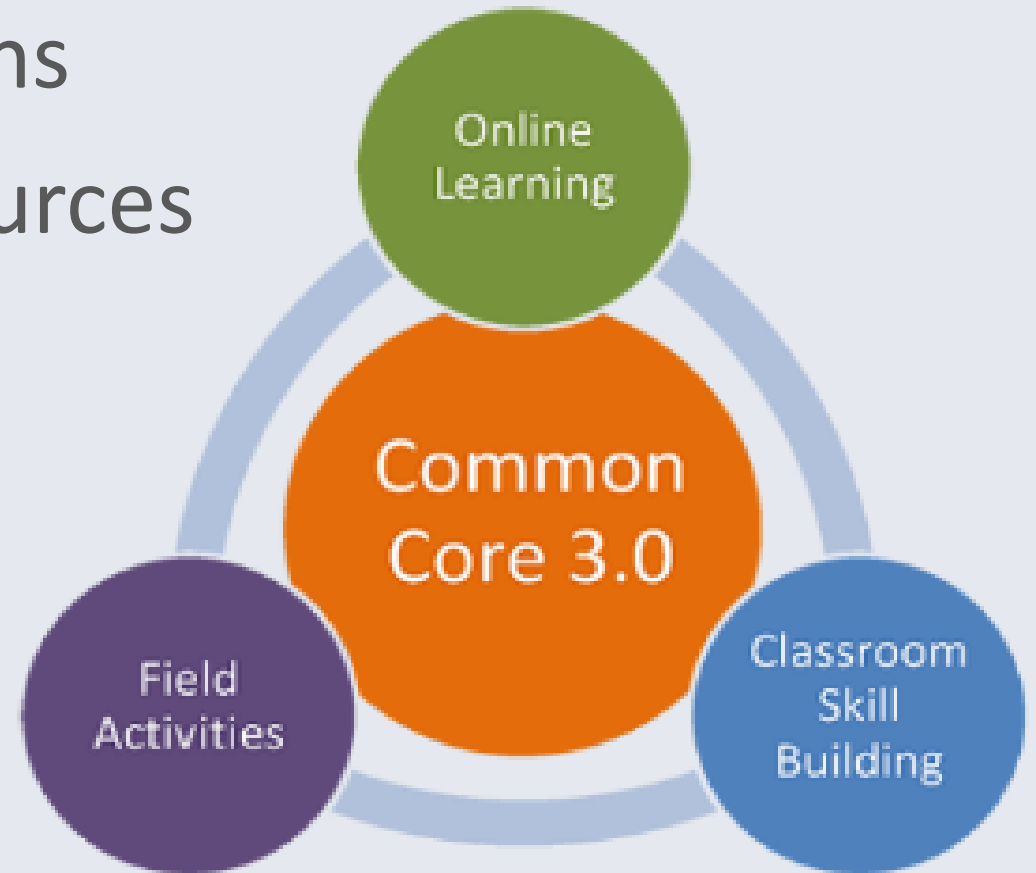 ns
urces
Online
Learning
Common
Core 3.0
Field
Activities
Classroom
Skill
Building